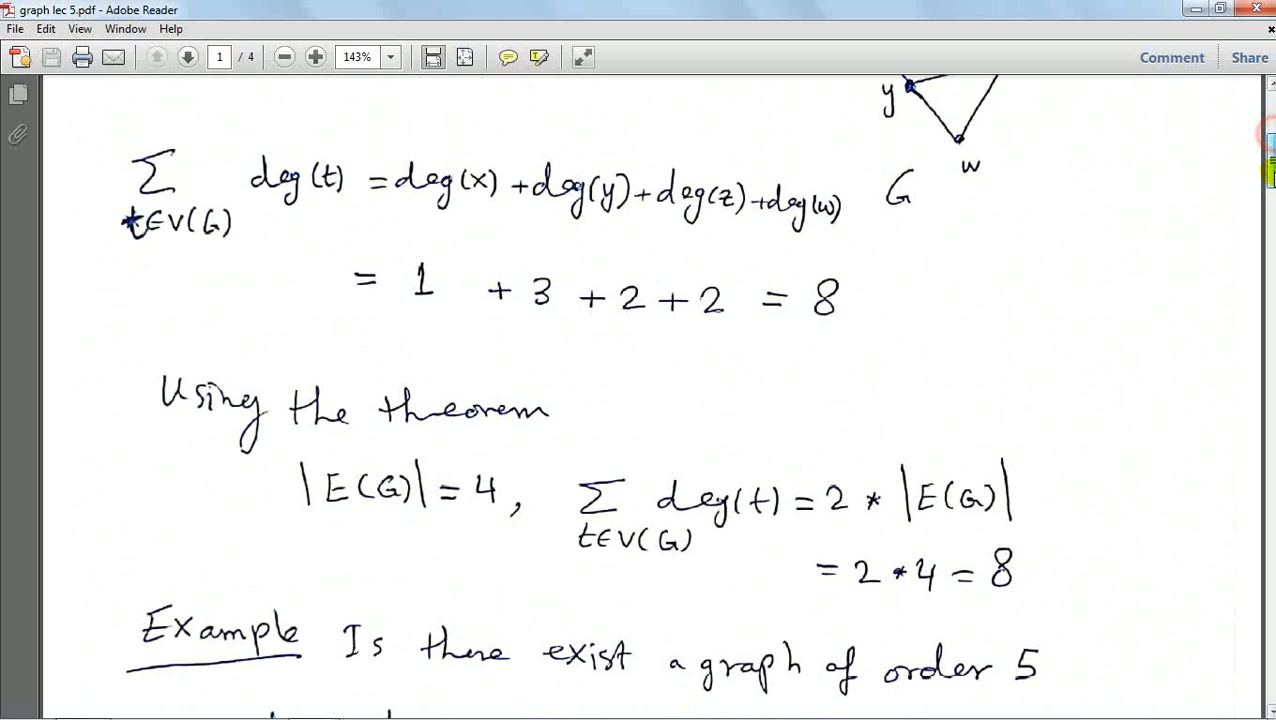 graph lec 5.pdf - Adobe Reader
File Edit View Window Help
1 / 4 143% Comment Share
y
w
∑ deg(t) = deg(x) + deg(y) + deg(z) + deg(w) G
t∈V(G)
= 1 + 3 + 2 + 2 = 8
Using the theorem
|E(G)| = 4, ∑ deg(t) = 2 * |E(G)|
t∈V(G)
= 2 * 4 = 8
Example Is there exist a graph of order 5